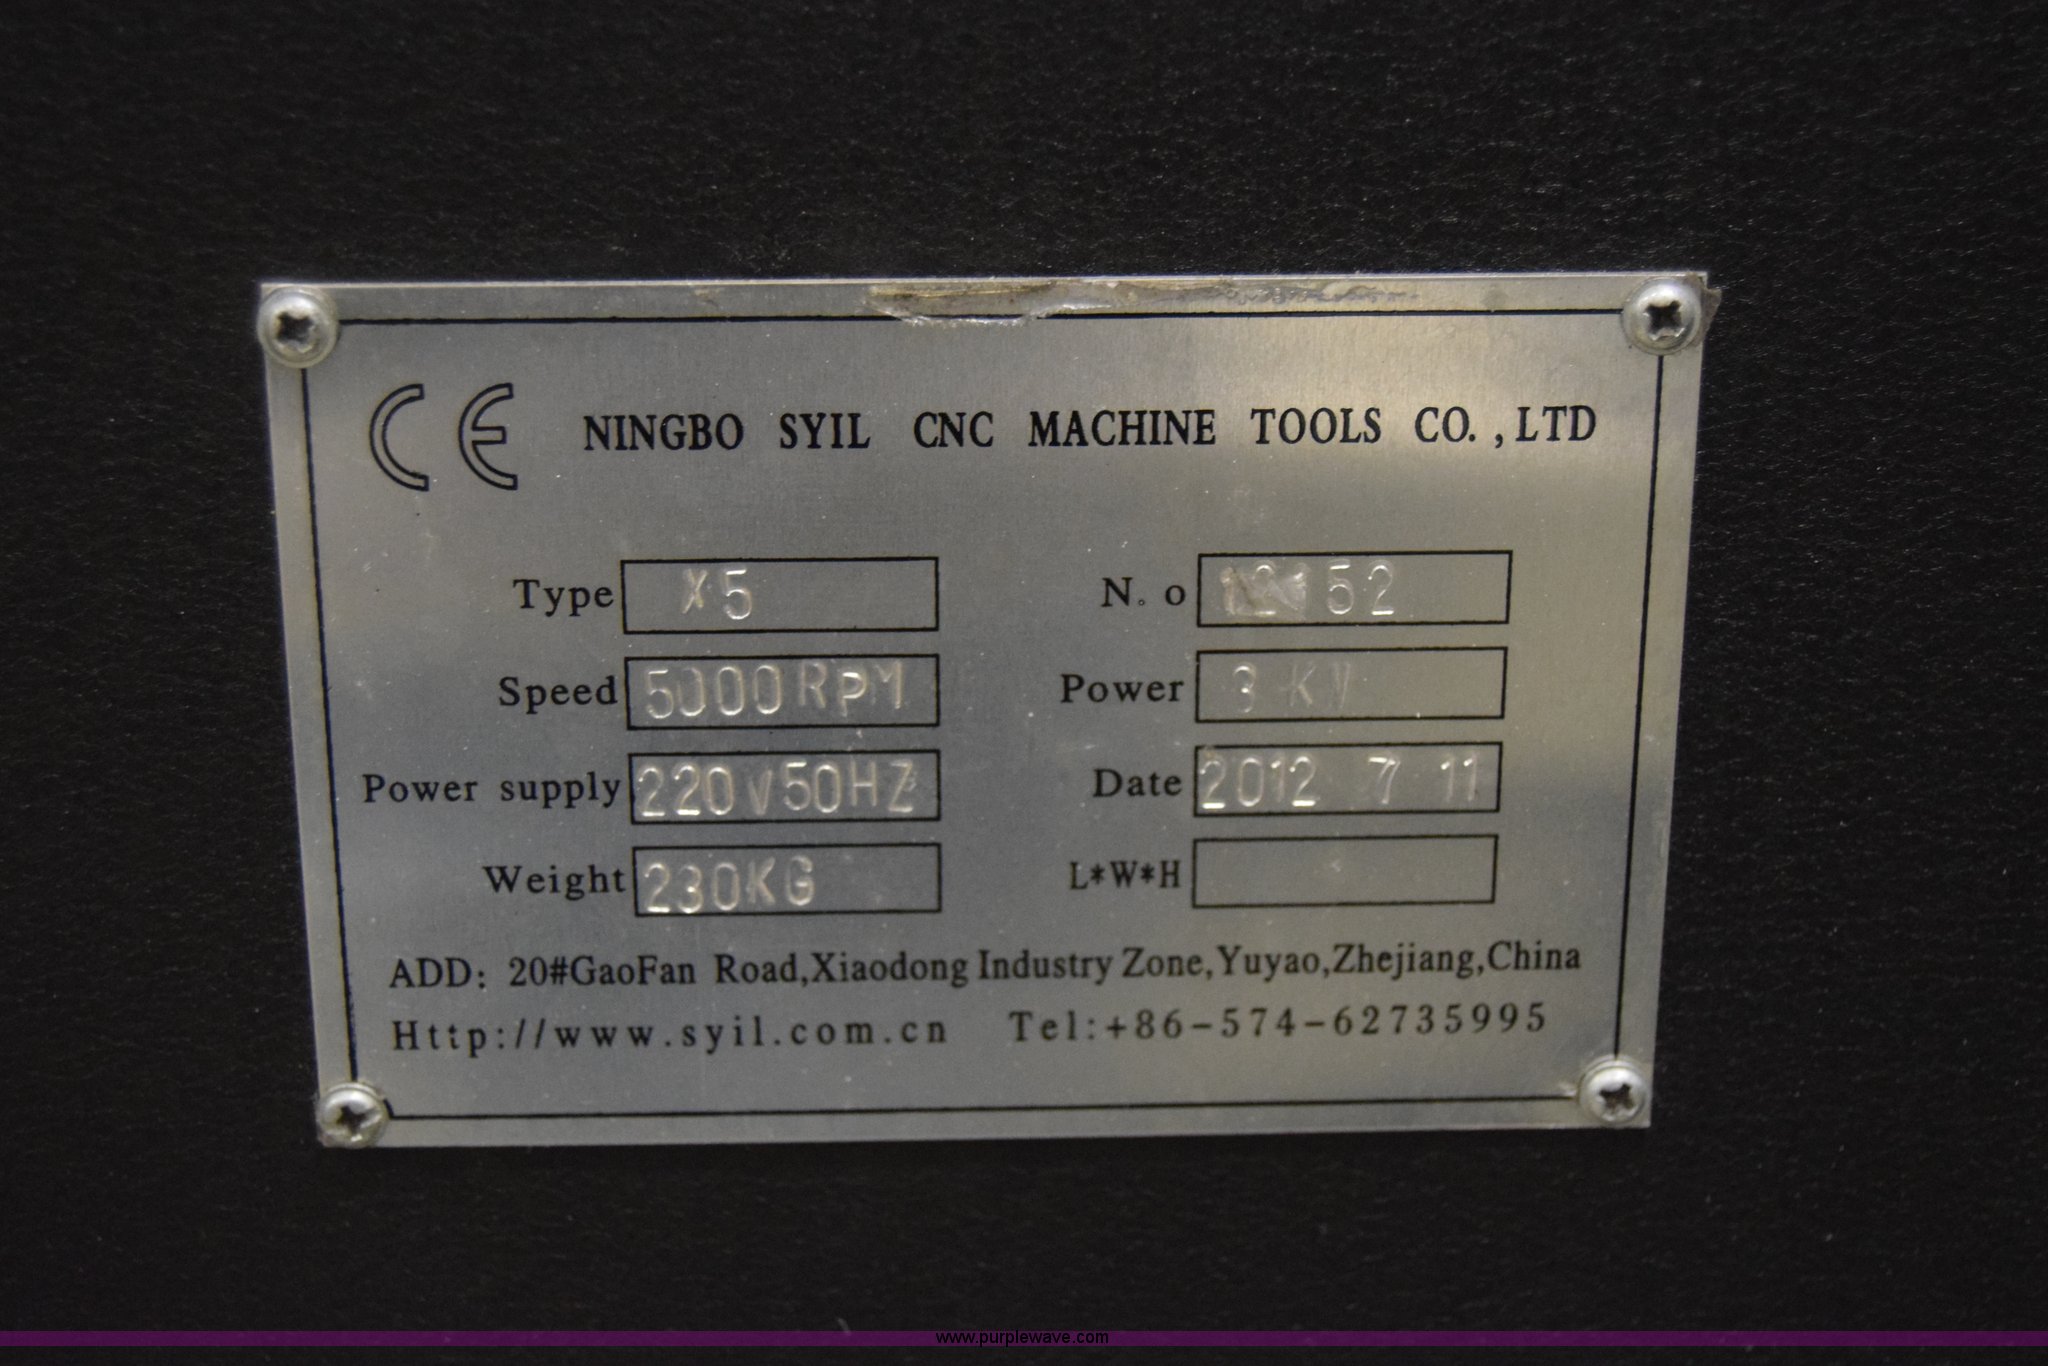 CE NINGBO SYIL CNC MACHINE TOOLS CO.,LTD
Type X5 N.o
Speed 5000RPM Power 3 KW
Power supply 220V50HZ Date 2012 7 11
Weight 230KG L*W*H
ADD: 20#GaoFan Road,Xiaodong Industry Zone,Yuyao,Zhejiang,China
Http://www.syil.com.cn Tel:+86-574-62735995
www.purplewave.com